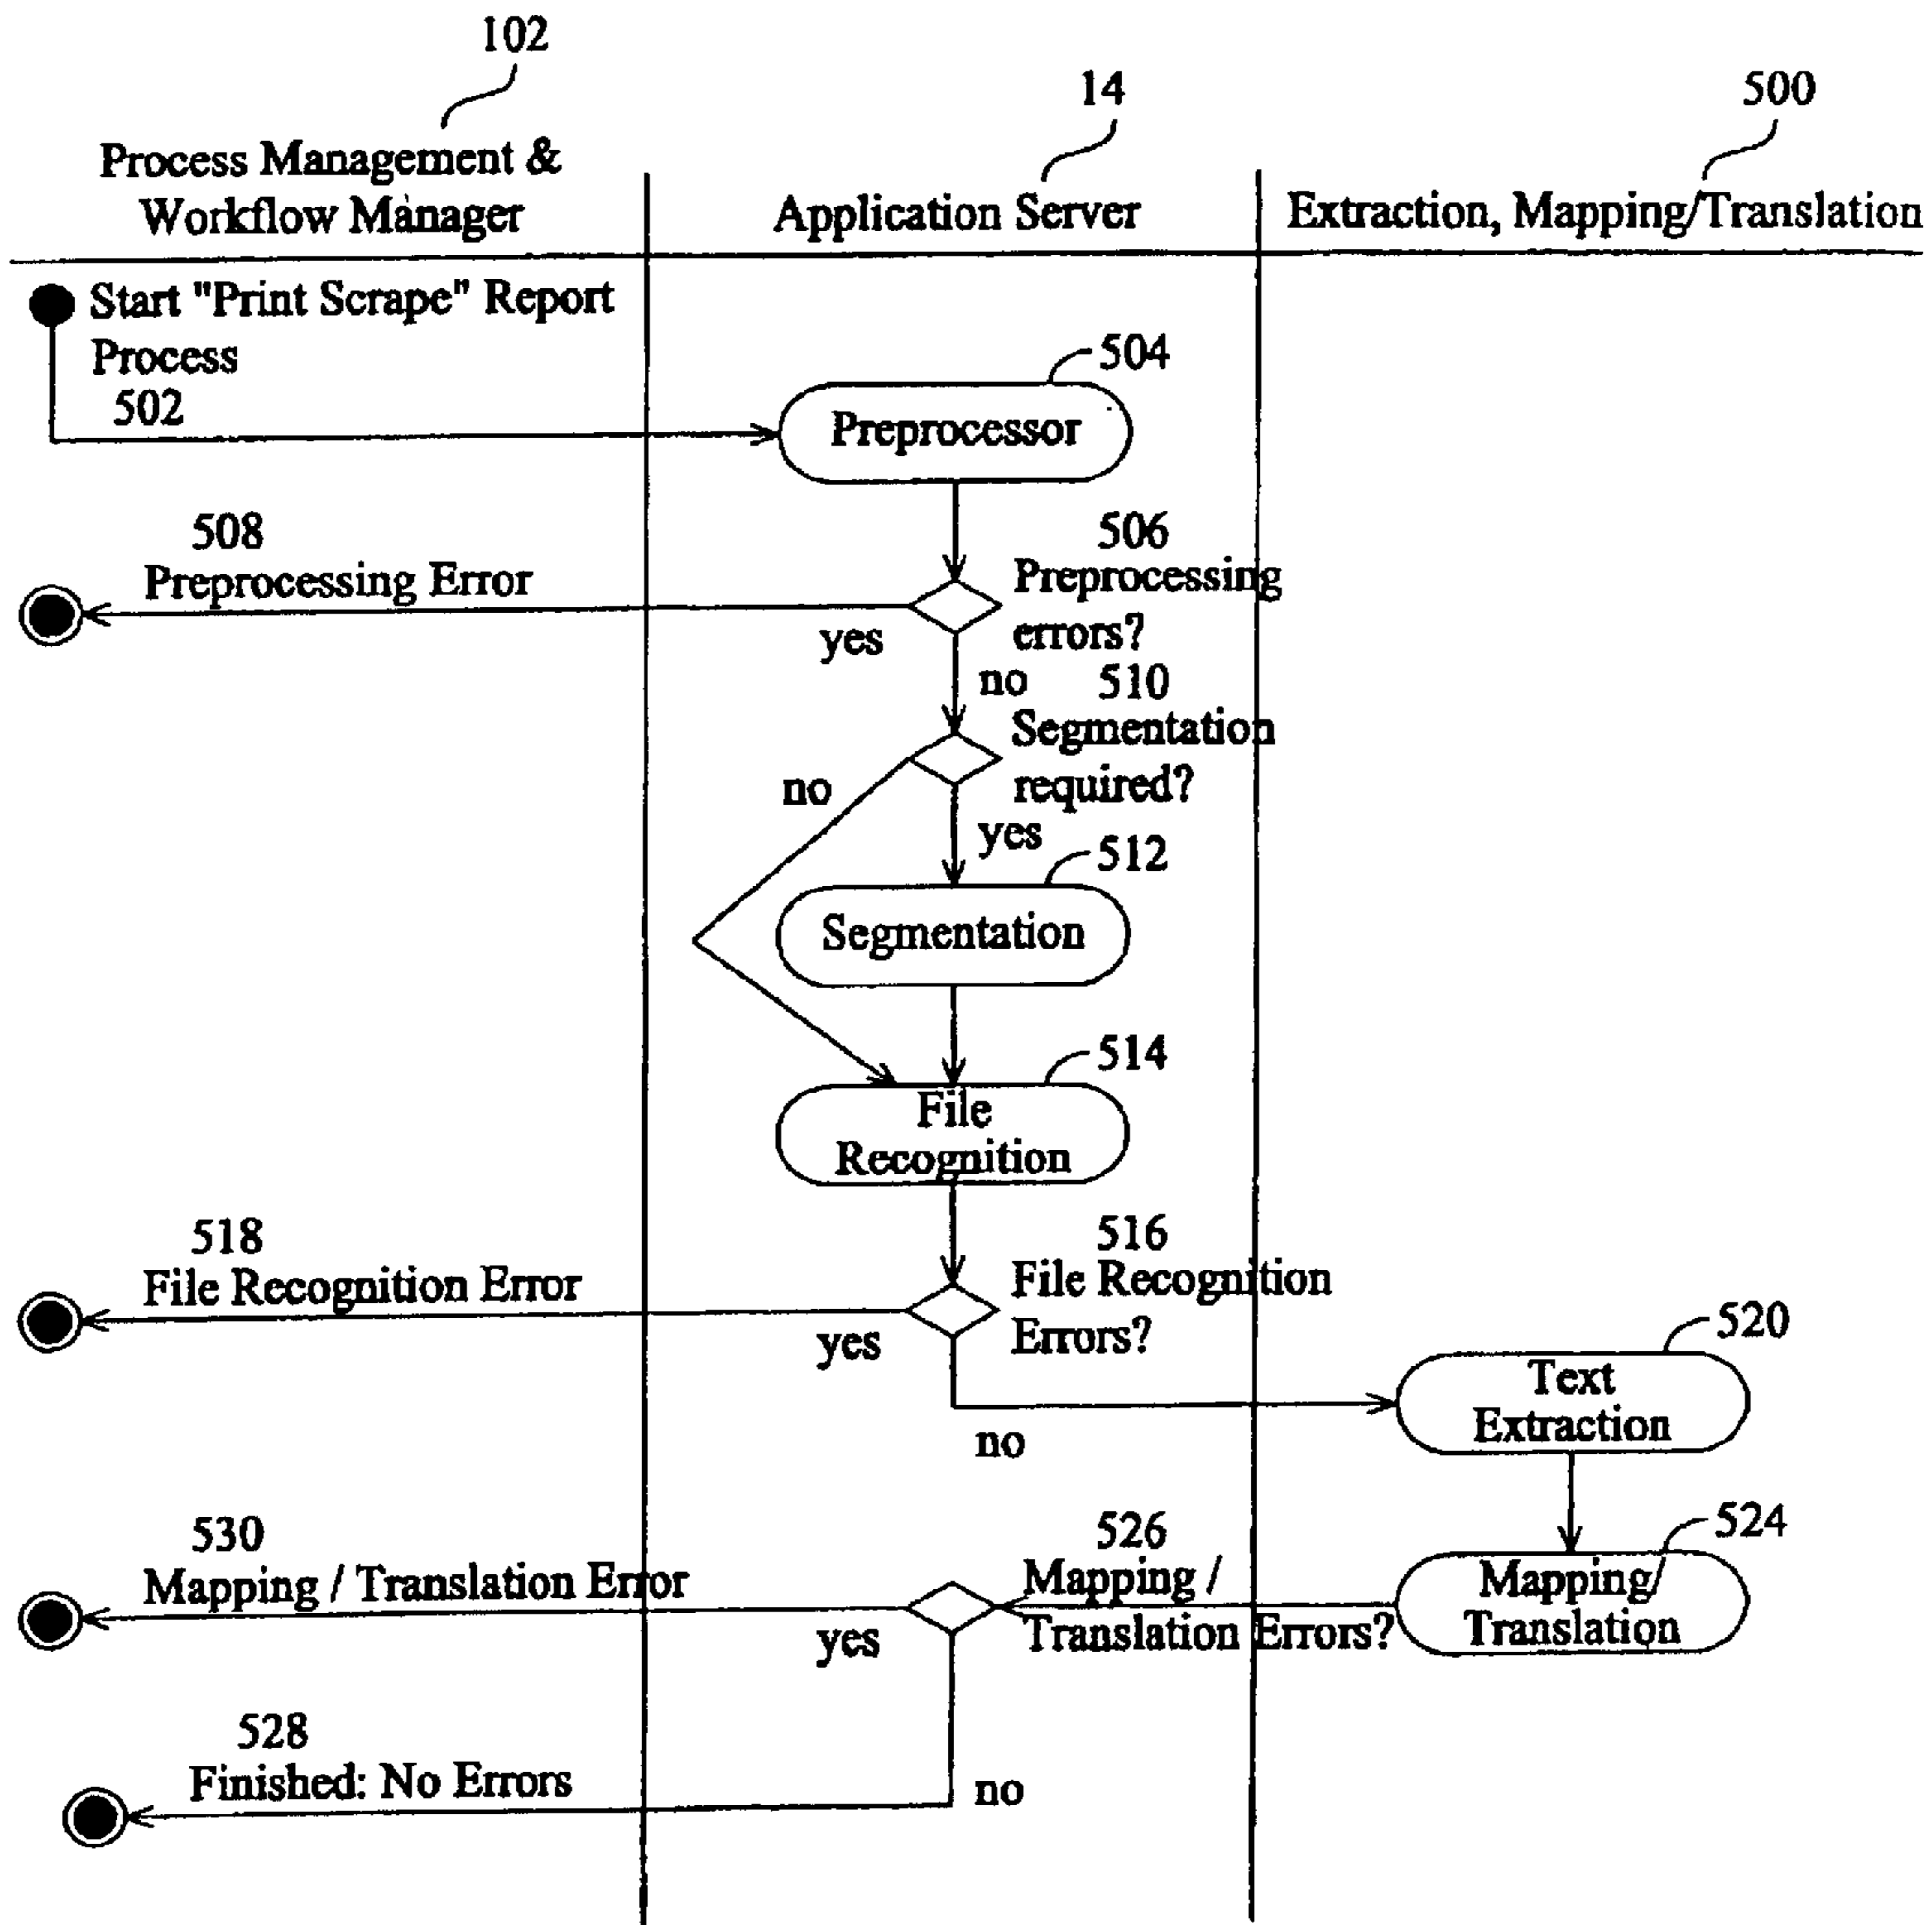 102
14
500
Process Management &
Workflow Manager
Application Server
Extraction, Mapping/Translation
Start "Print Scrape" Report
Process
502
504
Preprocessor
508
Preprocessing Error
506
Preprocessing
errors?
yes
no
510
Segmentation
required?
no
yes
512
Segmentation
514
File
Recognition
518
File Recognition Error
516
File Recognition
Errors?
yes
no
520
Text
Extraction
530
Mapping / Translation Error
526
Mapping /
Translation Errors?
524
Mapping/
Translation
yes
528
Finished: No Errors
no